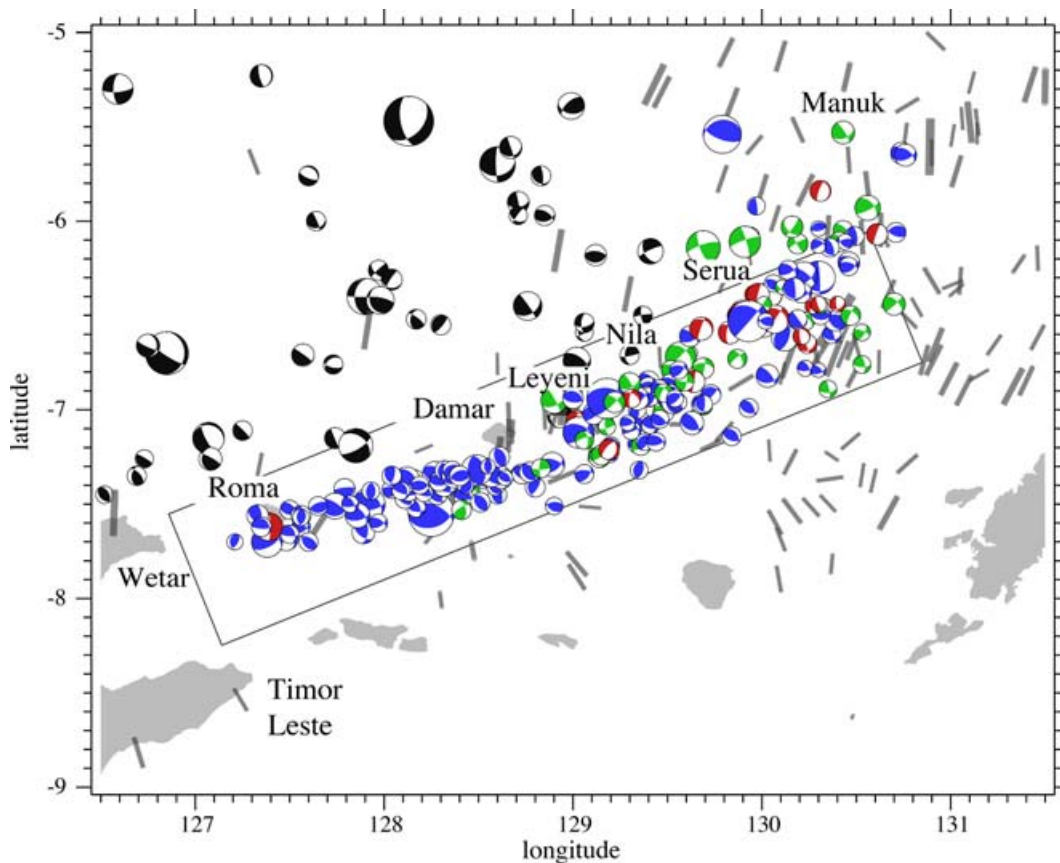 -5
Manuk
-6
Serua
Nila
latitude
Leyeni
-7
Damar
Roma
Wetar
-8
Timor
Leste
-9
127
128
129
130
131
longitude